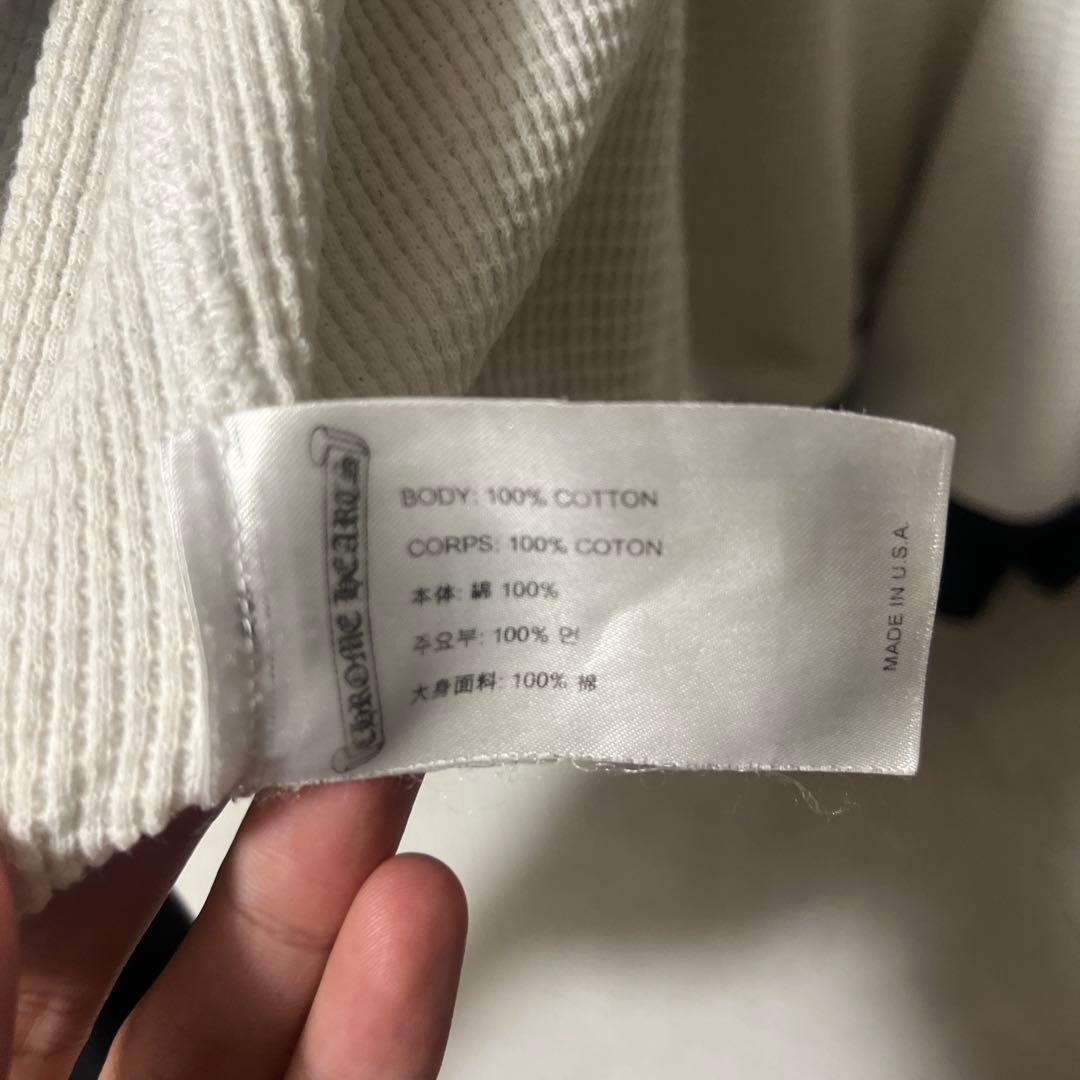 CHROME HEARTS
BODY: 100% COTTON
CORPS: 100% COTON
本体: 綿 100%
주요부: 100% 면
大身面料: 100% 棉
MADE IN U.S.A.